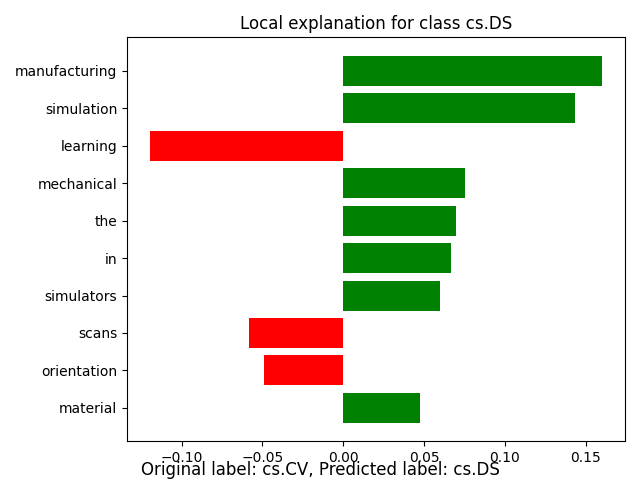 Local explanation for class cs.DS
manufacturing
simulation
learning
mechanical
the
in
simulators
scans
orientation
material
−0.10 −0.05 0.00 0.05 0.10 0.15
Original label: cs.CV, Predicted label: cs.DS